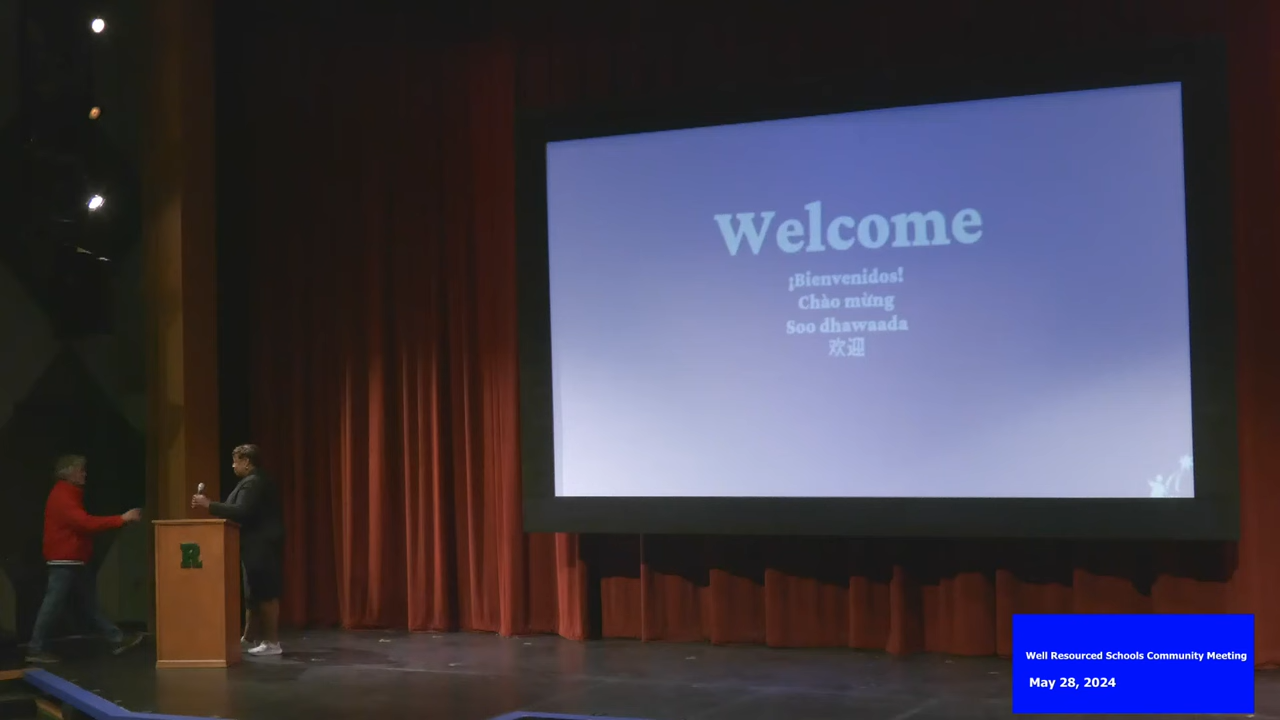 Welcome
¡Bienvenidos!
Chào mừng
Soo dhawaada
欢迎
R
Well Resourced Schools Community Meeting
May 28, 2024